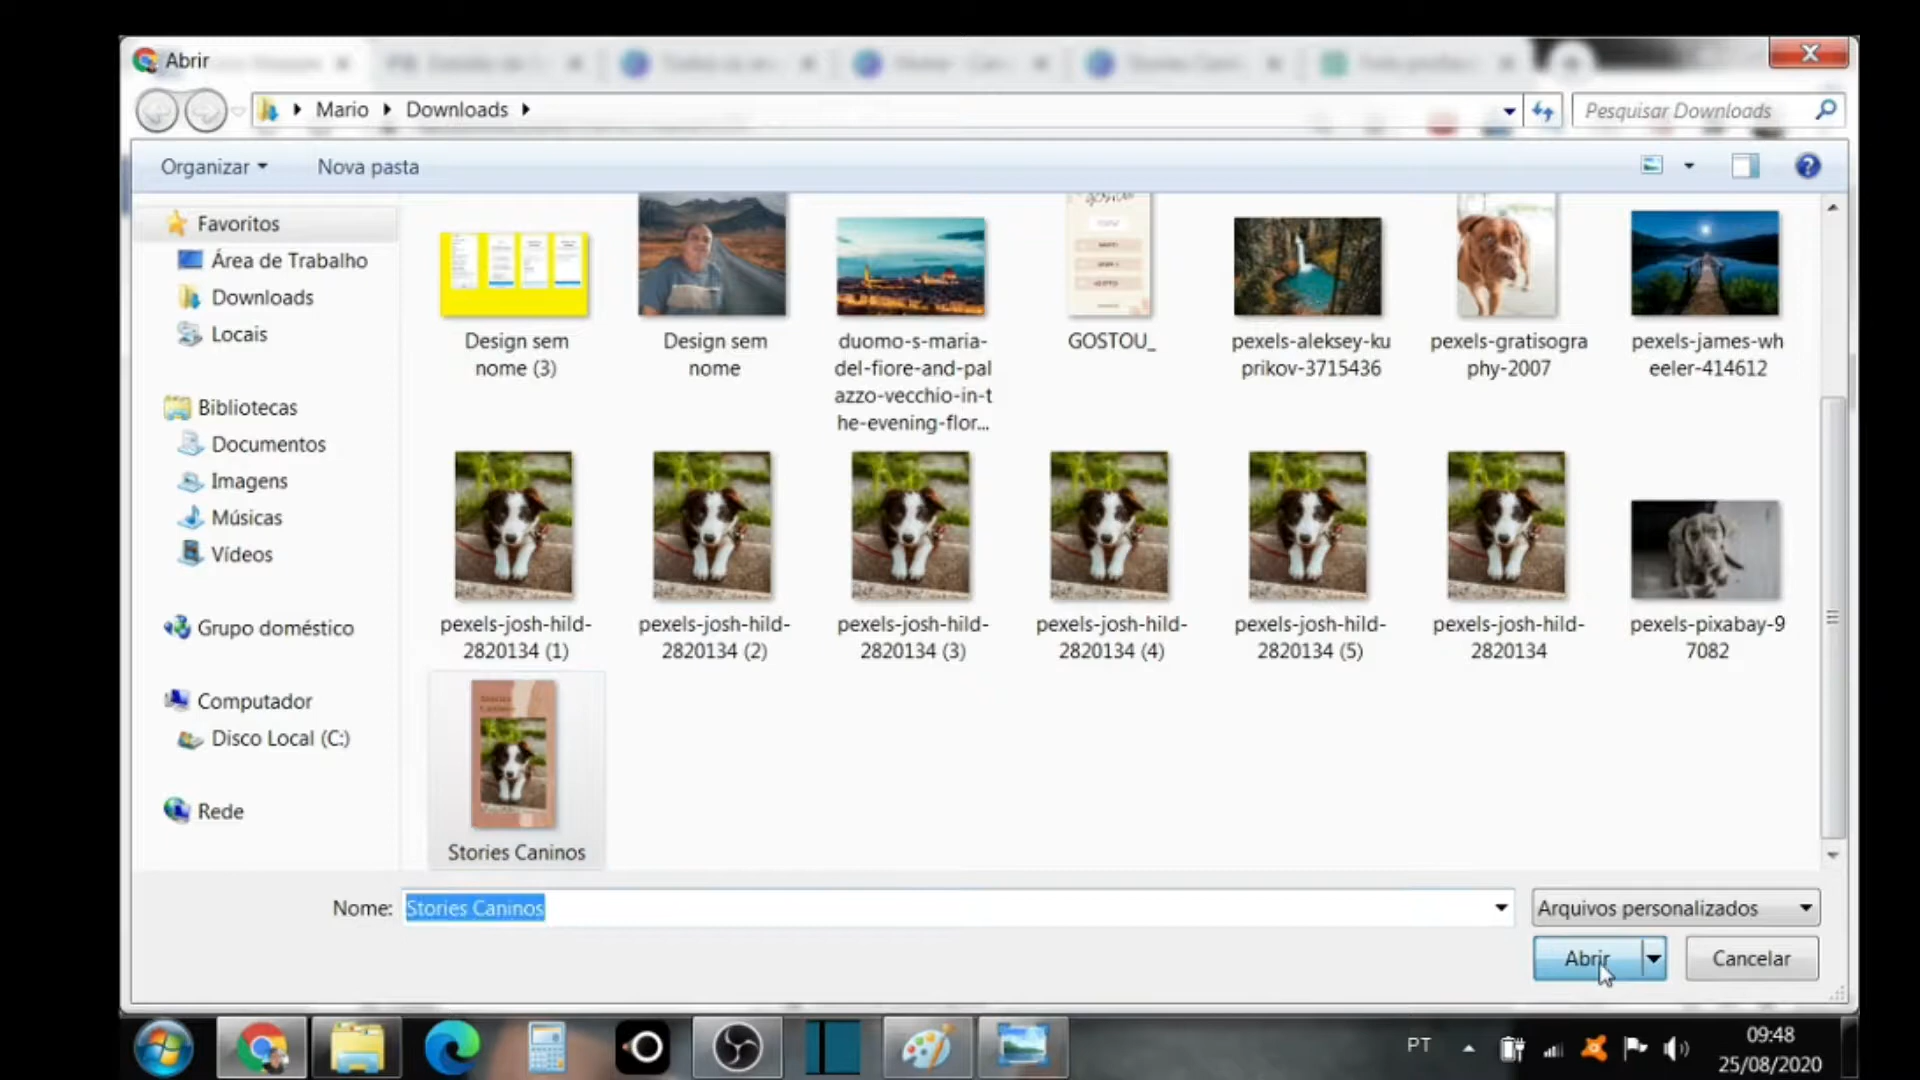 Abrir
Mario Downloads
Pesquisar Downloads
Organizar
Nova pasta
Favoritos
Área de Trabalho
Downloads
Locais
Bibliotecas
Documentos
Imagens
Músicas
Vídeos
Grupo doméstico
Computador
Disco Local (C:)
Rede
Design sem
nome (3)
Design sem
nome
duomo-s-maria-
del-fiore-and-pal
azzo-vecchio-in-t
he-evening-flor...
GOSTOU_
pexels-aleksey-ku
prikov-3715436
pexels-gratisogra
phy-2007
pexels-james-wh
eeler-414612
pexels-josh-hild-
2820134 (1)
pexels-josh-hild-
2820134 (2)
pexels-josh-hild-
2820134 (3)
pexels-josh-hild-
2820134 (4)
pexels-josh-hild-
2820134 (5)
pexels-josh-hild-
2820134
pexels-pixabay-9
7082
Stories Caninos
Nome: Stories Caninos
Arquivos personalizados
Abrir
Cancelar
PT
09:48
25/08/2020